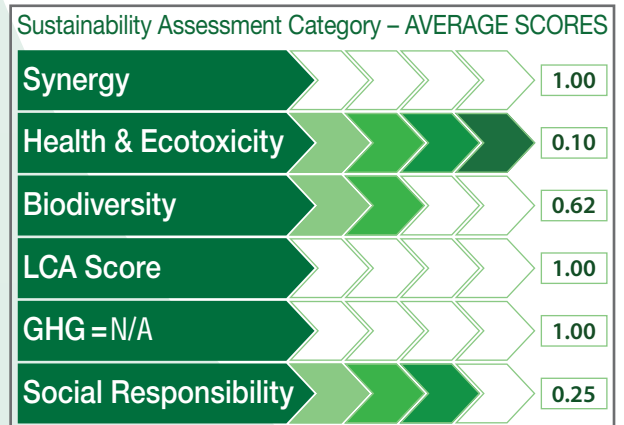 Sustainability Assessment Category – AVERAGE SCORES
Synergy 1.00
Health & Ecotoxicity 0.10
Biodiversity 0.62
LCA Score 1.00
GHG = N/A 1.00
Social Responsibility 0.25